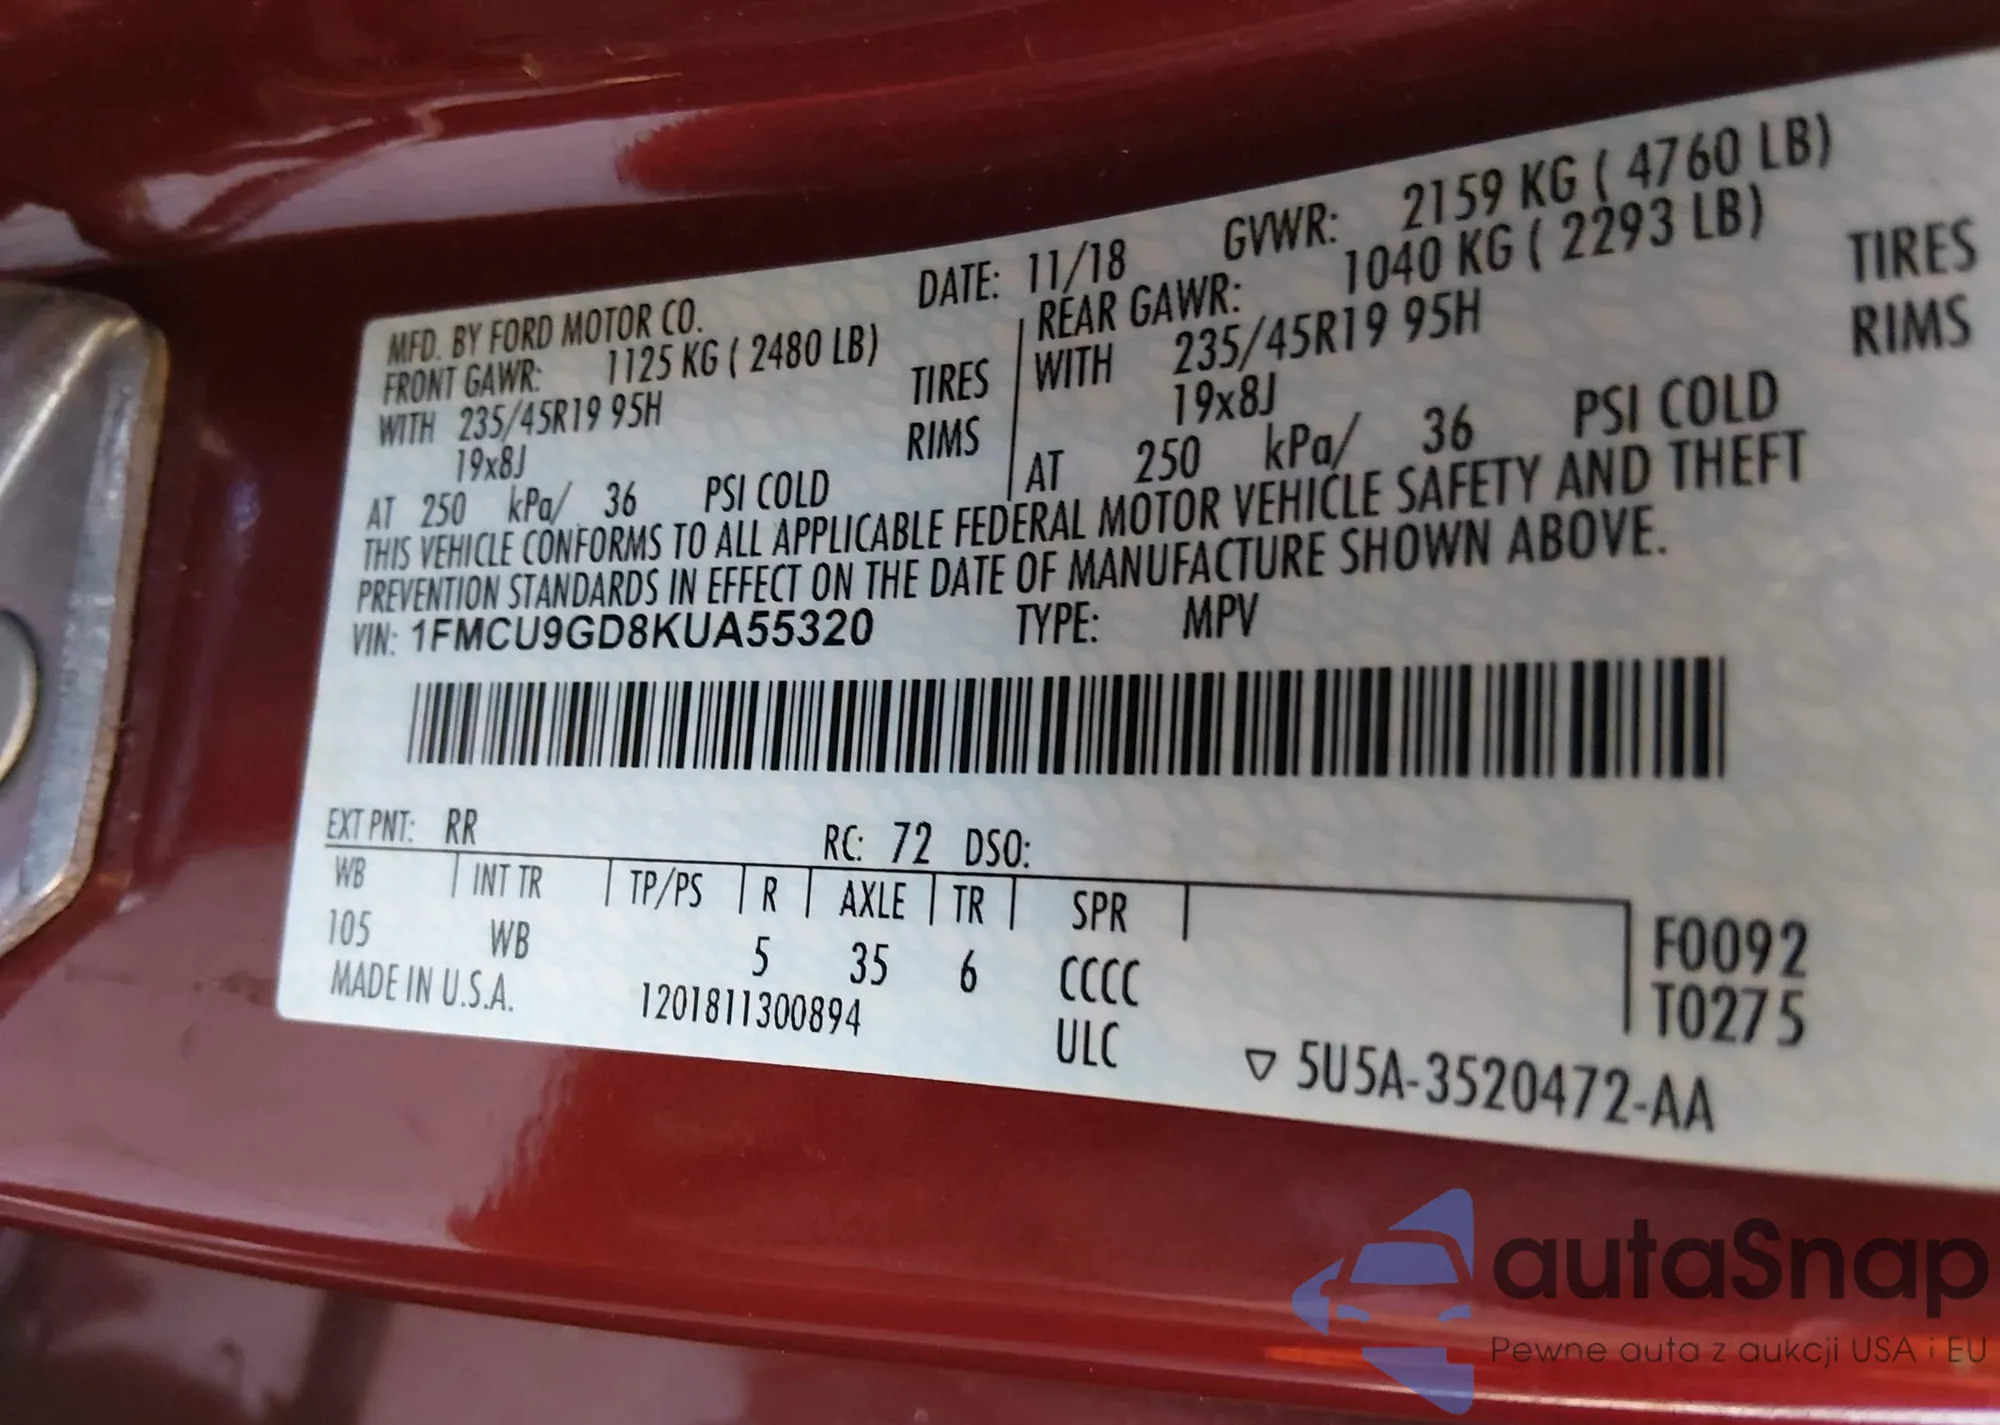 MFD. BY FORD MOTOR CO. DATE: 11/18 GVWR: 2159 KG ( 4760 LB)
FRONT GAWR: 1125 KG ( 2480 LB) REAR GAWR: 1040 KG ( 2293 LB)
WITH 235/45R19 95H TIRES WITH 235/45R19 95H TIRES
19x8J RIMS 19x8J RIMS
AT 250 kPa/ 36 PSI COLD AT 250 kPa/ 36 PSI COLD
THIS VEHICLE CONFORMS TO ALL APPLICABLE FEDERAL MOTOR VEHICLE SAFETY AND THEFT
PREVENTION STANDARDS IN EFFECT ON THE DATE OF MANUFACTURE SHOWN ABOVE.
VIN: 1FMCU9GD8KUA55320 TYPE: MPV
EXT PNT: RR RC: 72 DSO:
WB INT TR TP/PS R AXLE TR SPR
105 WB 5 35 6 CCCC F0092
MADE IN U.S.A. 1201811300894 ULC T0275
▽ 5U5A-3520472-AA
autaSnap
Pewne auta z aukcji USA i EU